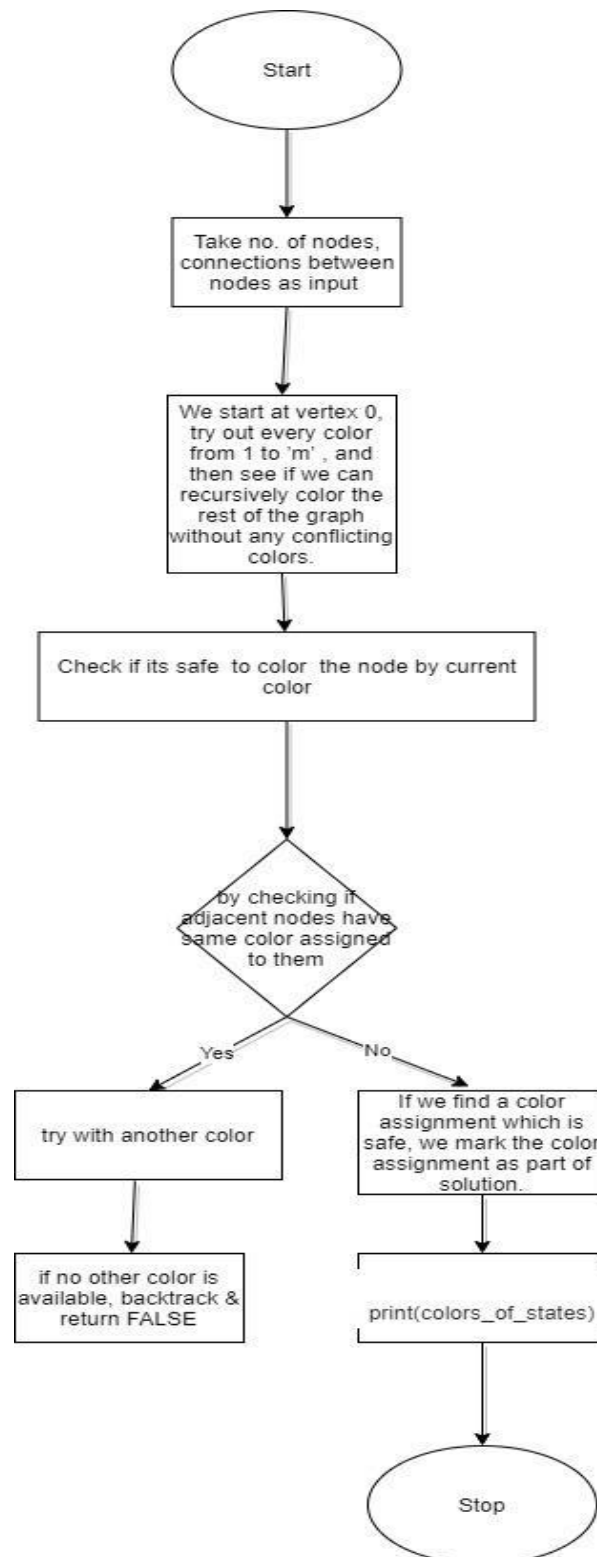 Start
Take no. of nodes,
connections between
nodes as input
We start at vertex 0,
try out every color
from 1 to 'm' , and
then see if we can
recursively color the
rest of the graph
without any conflicting
colors.
Check if its safe to color the node by current
color
by checking if
adjacent nodes have
same color assigned
to them
Yes
No
try with another color
If we find a color
assignment which is
safe, we mark the color
assignment as part of
solution.
if no other color is
available, backtrack &
return FALSE
print(colors_of_states)
Stop